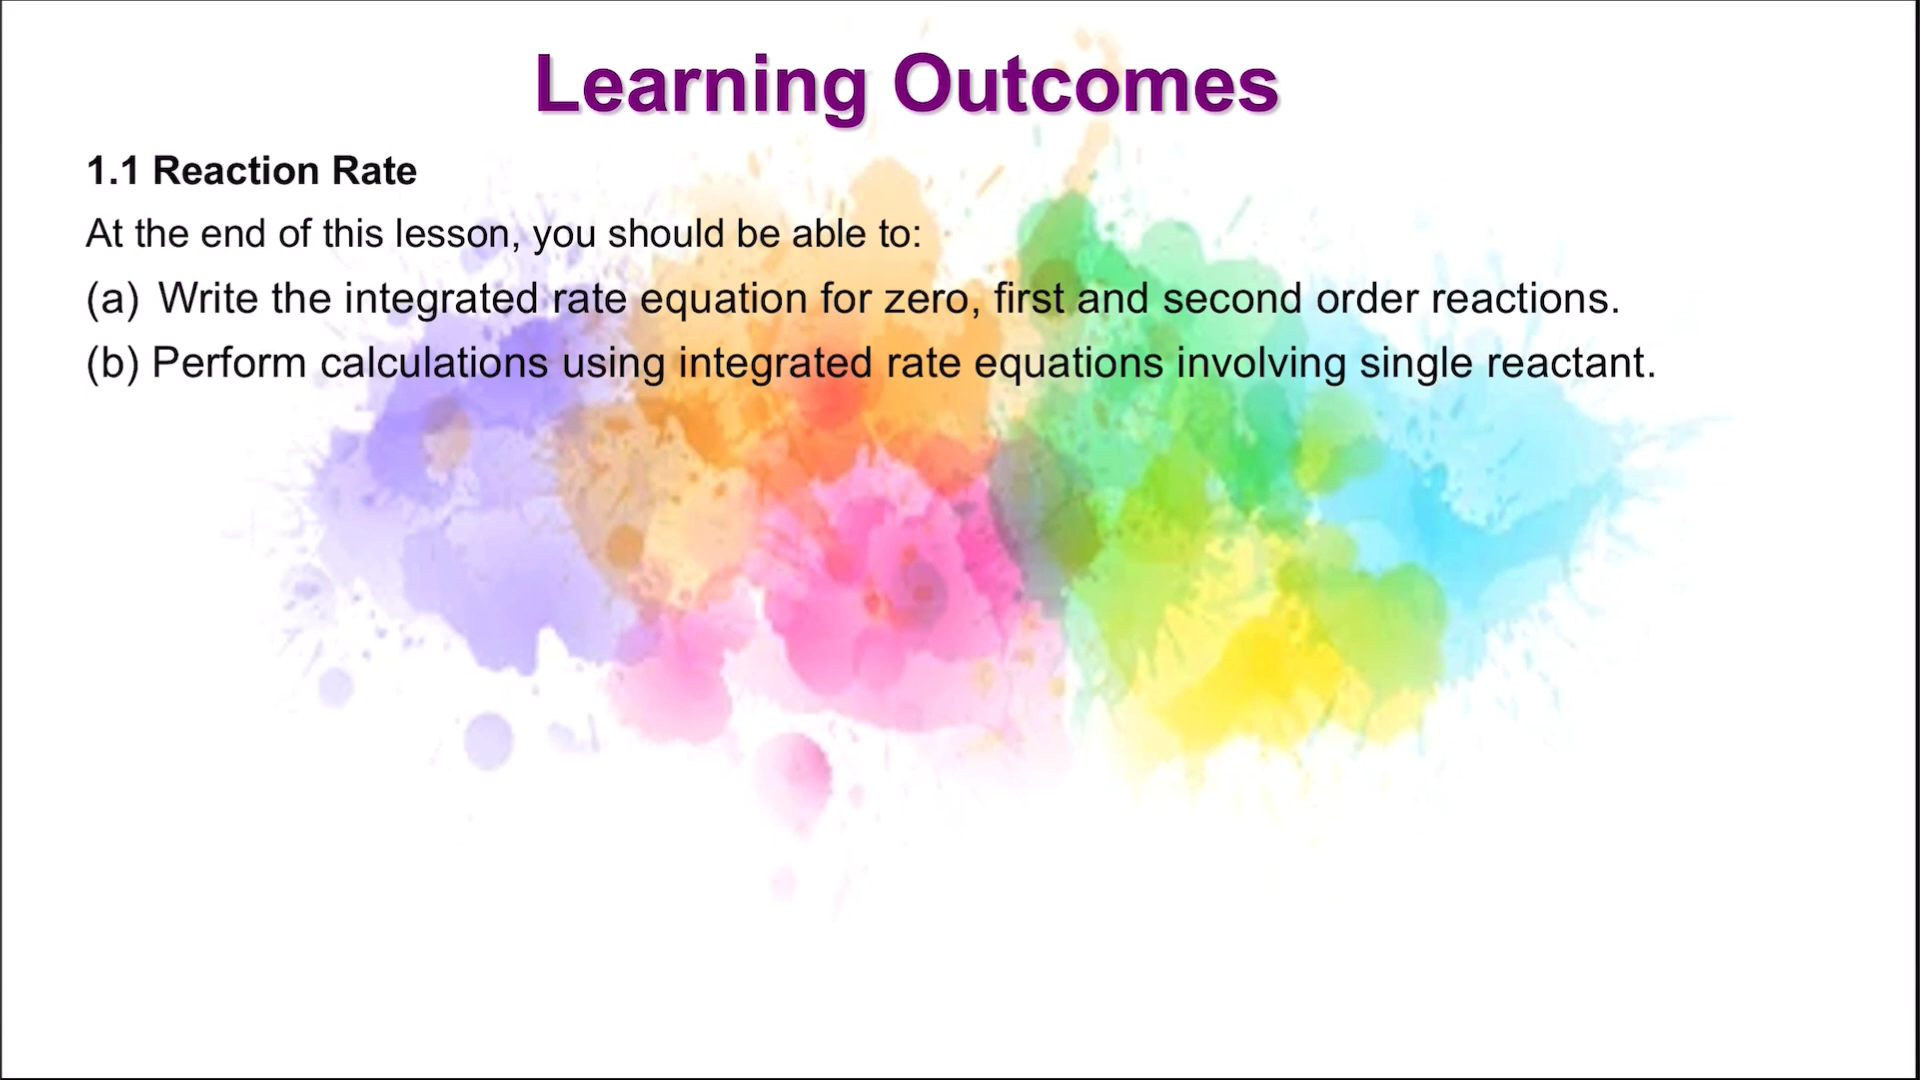 Learning Outcomes
1.1 Reaction Rate
At the end of this lesson, you should be able to:
(a) Write the integrated rate equation for zero, first and second order reactions.
(b) Perform calculations using integrated rate equations involving single reactant.